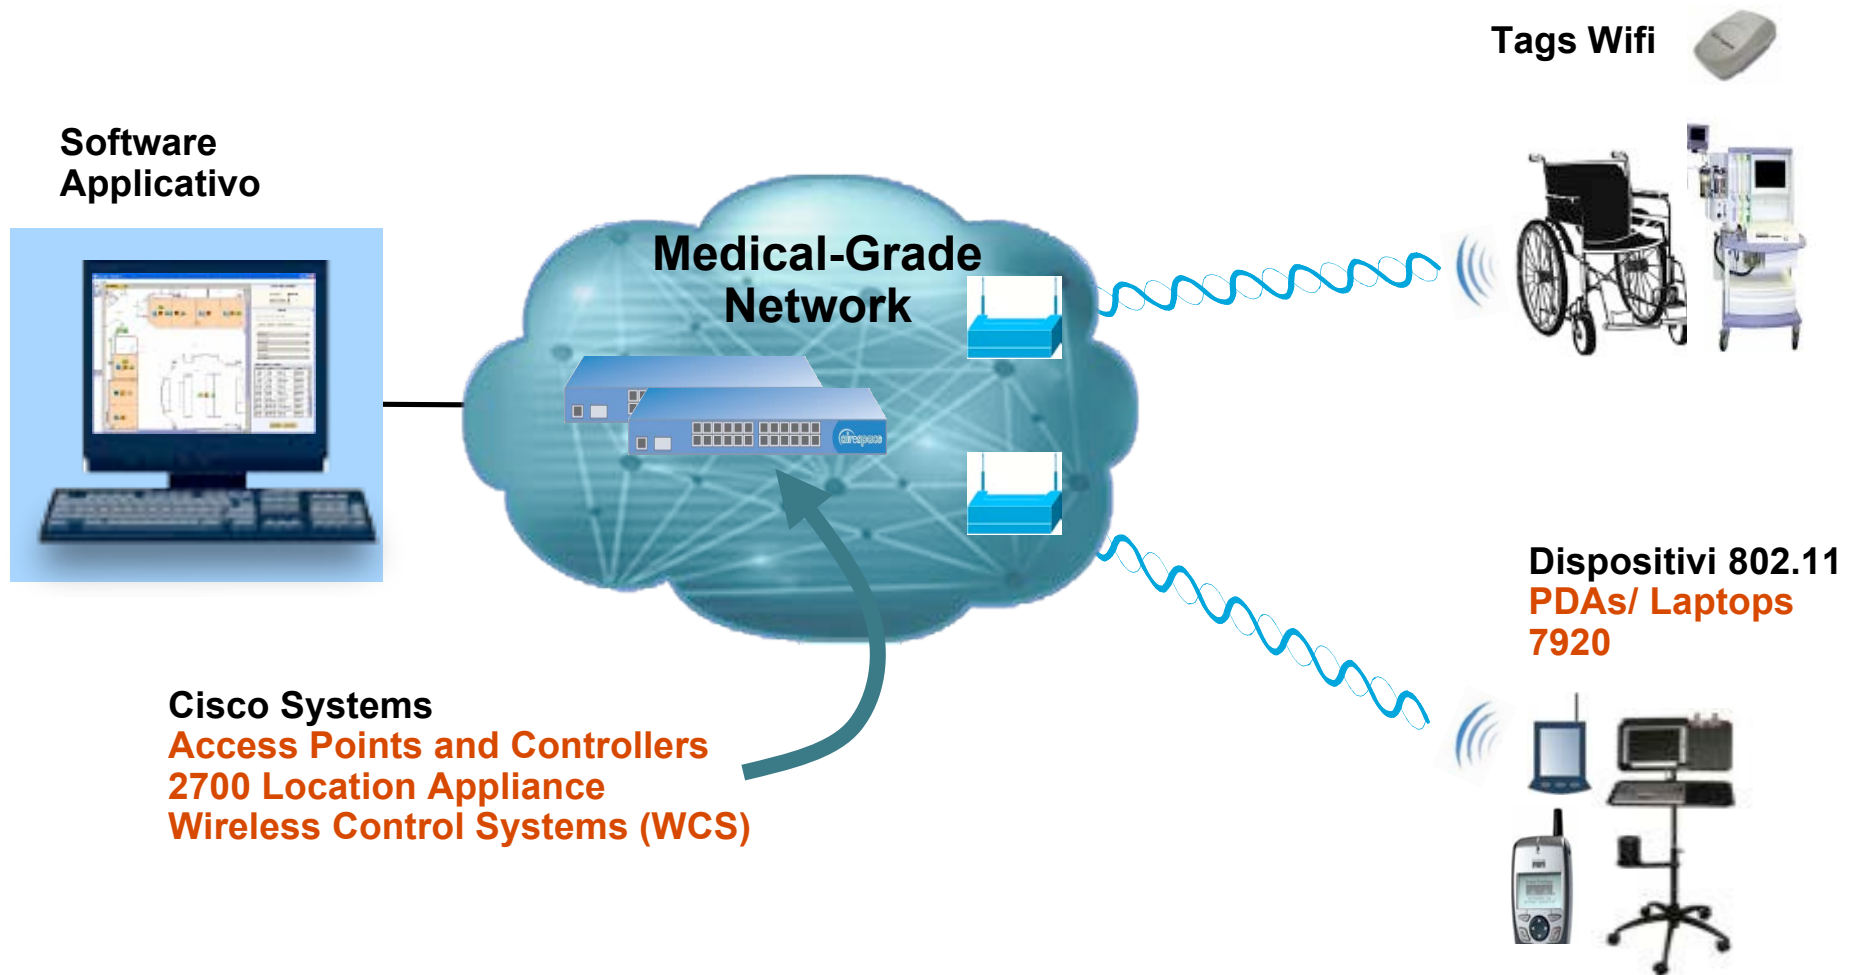 Tags Wifi
Software
Applicativo
Medical-Grade
Network
airespace
Dispositivi 802.11
PDAs/ Laptops
7920
Cisco Systems
Access Points and Controllers
2700 Location Appliance
Wireless Control Systems (WCS)